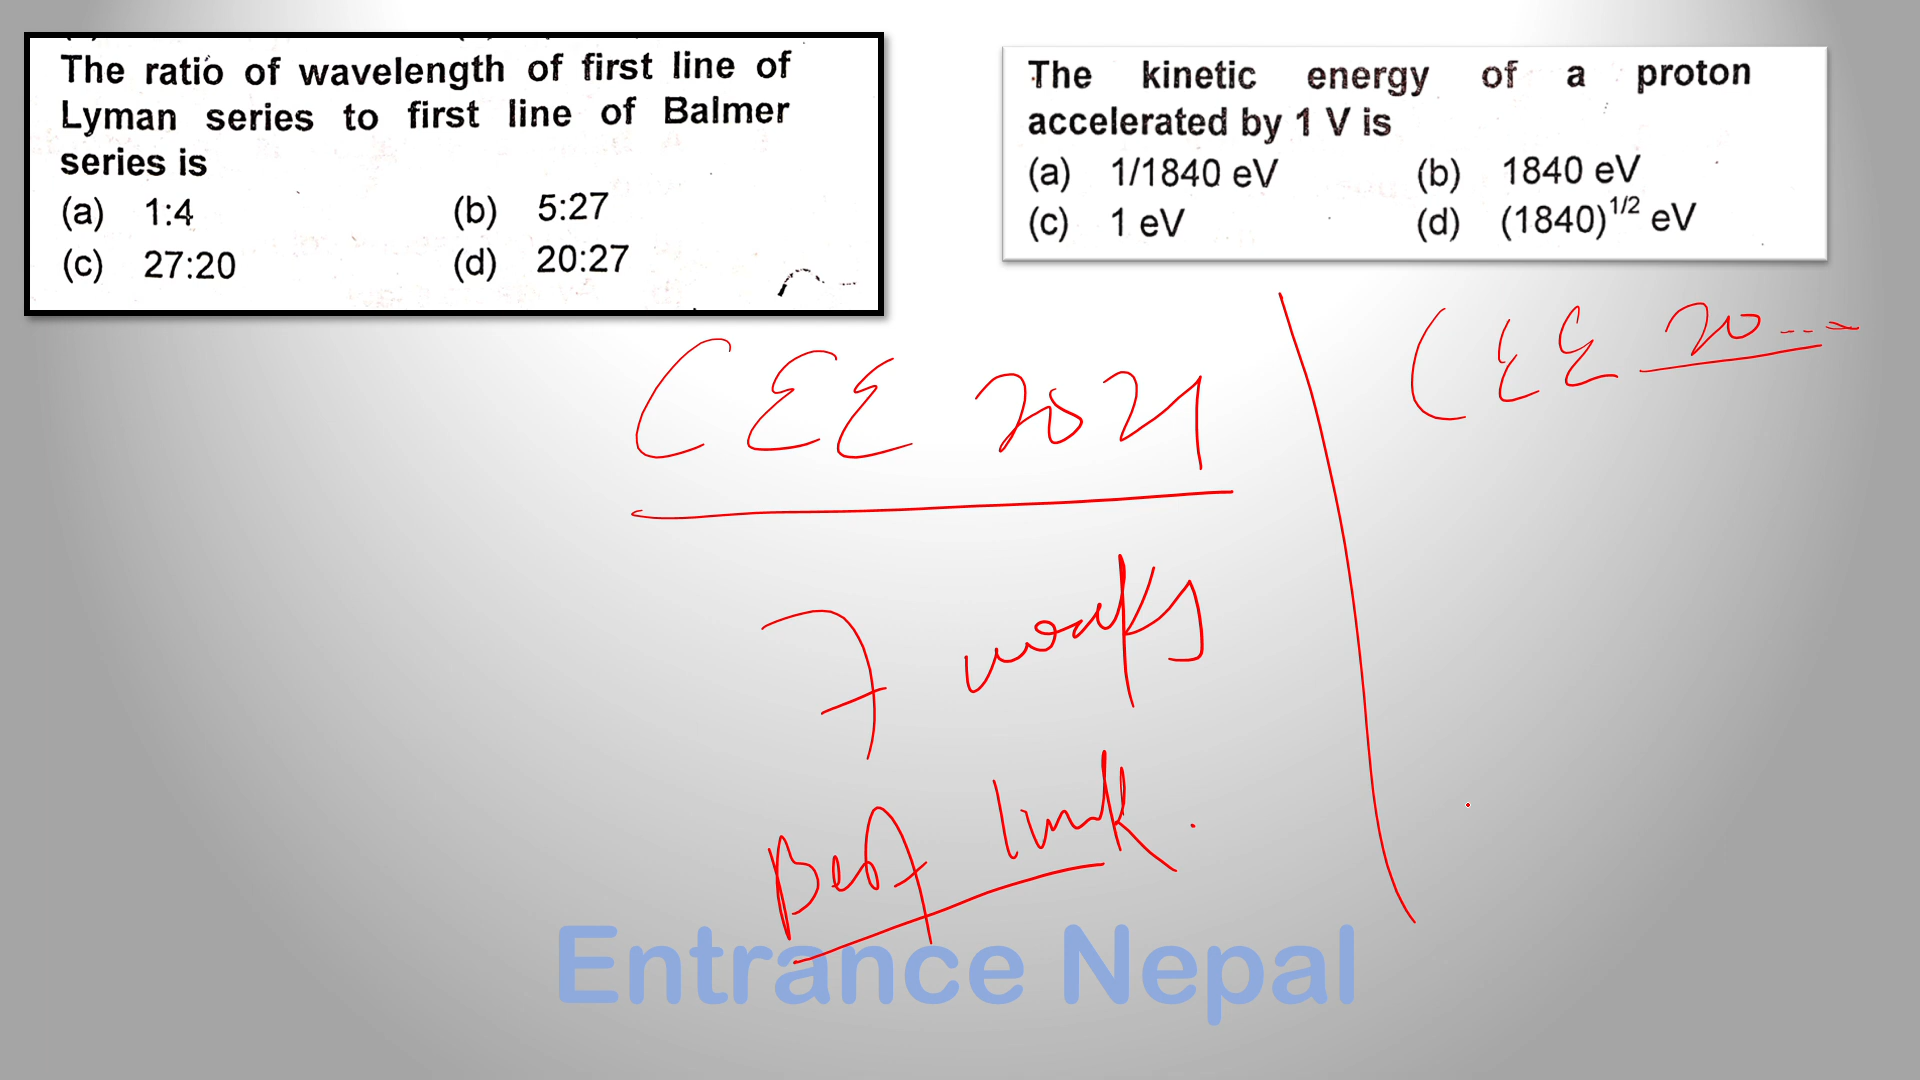 The ratio of wavelength of first line of
Lyman series to first line of Balmer
series is
(a) 1:4 (b) 5:27
(c) 27:20 (d) 20:27
The kinetic energy of a proton
accelerated by 1 V is
(a) 1/1840 eV (b) 1840 eV
(c) 1 eV (d) (1840)^1/2 eV
CEE 2021
CEE 20...
7 weeks
Best luck.
Entrance Nepal